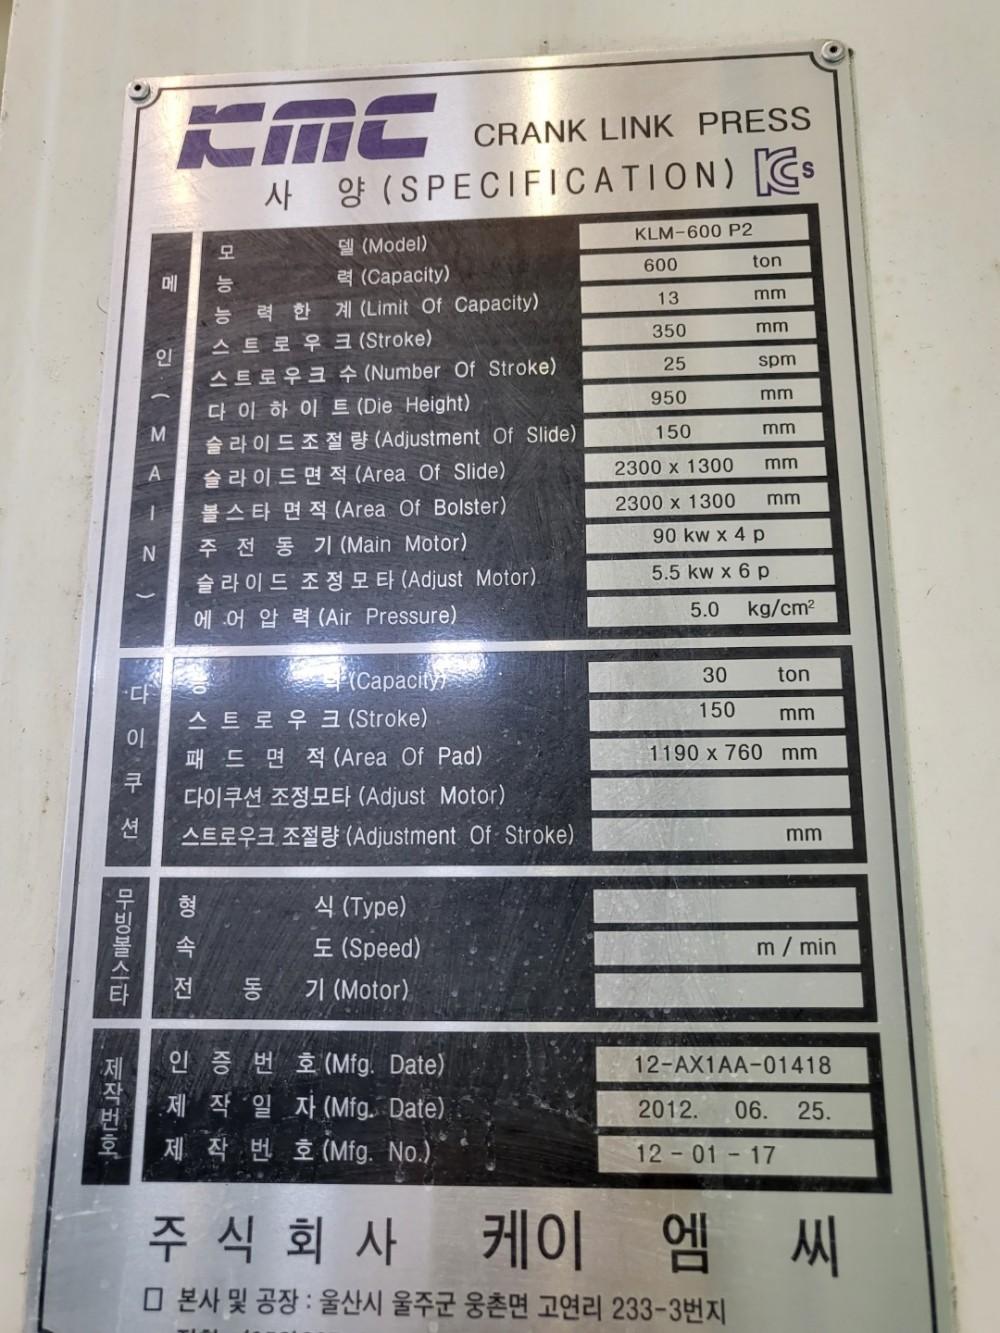 KMC CRANK LINK PRESS
사 양 (SPECIFICATION) KCs
메 인 ( M A I N )
모 델 (Model) KLM-600 P2
능 력 (Capacity) 600 ton
능 력 한 계 (Limit Of Capacity) 13 mm
스 트 로 우 크 (Stroke) 350 mm
스 트 로 우 크 수 (Number Of Stroke) 25 spm
다 이 하 이 트 (Die Height) 950 mm
슬 라 이 드 조 절 량 (Adjustment Of Slide) 150 mm
슬 라 이 드 면 적 (Area Of Slide) 2300 x 1300 mm
볼 스 타 면 적 (Area Of Bolster) 2300 x 1300 mm
주 전 동 기 (Main Motor) 90 kw x 4 p
슬 라 이 드 조 정 모 타 (Adjust Motor) 5.5 kw x 6 p
에 어 압 력 (Air Pressure) 5.0 kg/cm²
다 이 쿠 션
능 력 (Capacity) 30 ton
스 트 로 우 크 (Stroke) 150 mm
패 드 면 적 (Area Of Pad) 1190 x 760 mm
다이쿠션 조정모타 (Adjust Motor)
스트로우크 조절량 (Adjustment Of Stroke) mm
무빙볼스타
형 식 (Type)
속 도 (Speed) m / min
전 동 기 (Motor)
제작번호
인 증 번 호 (Mfg. Date) 12-AX1AA-01418
제 작 일 자 (Mfg. Date) 2012. 06. 25.
제 작 번 호 (Mfg. No.) 12 - 01 - 17
주 식 회 사 케이 엠 씨
□ 본사 및 공장 : 울산시 울주군 웅촌면 고연리 233-3번지